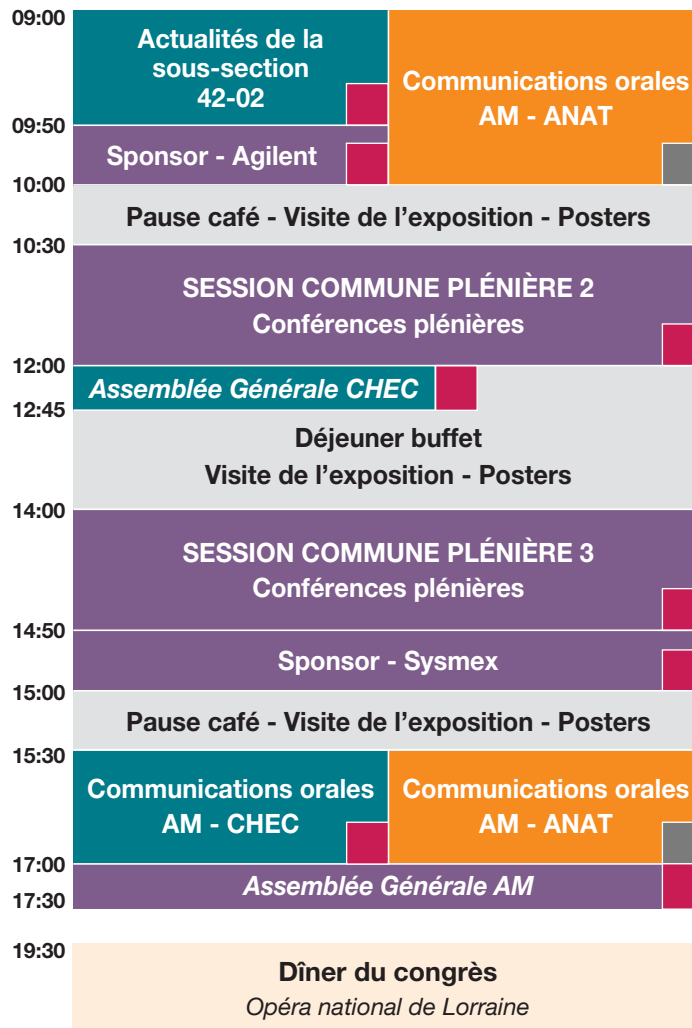 09:00
Actualités de la
sous-section
42-02
Communications orales
AM - ANAT
09:50
Sponsor - Agilent
10:00
Pause café - Visite de l’exposition - Posters
10:30
SESSION COMMUNE PLÉNIÈRE 2
Conférences plénières
12:00
Assemblée Générale CHEC
12:45
Déjeuner buffet
Visite de l’exposition - Posters
14:00
SESSION COMMUNE PLÉNIÈRE 3
Conférences plénières
14:50
Sponsor - Sysmex
15:00
Pause café - Visite de l’exposition - Posters
15:30
Communications orales
AM - CHEC
Communications orales
AM - ANAT
17:00
Assemblée Générale AM
17:30
19:30
Dîner du congrès
Opéra national de Lorraine